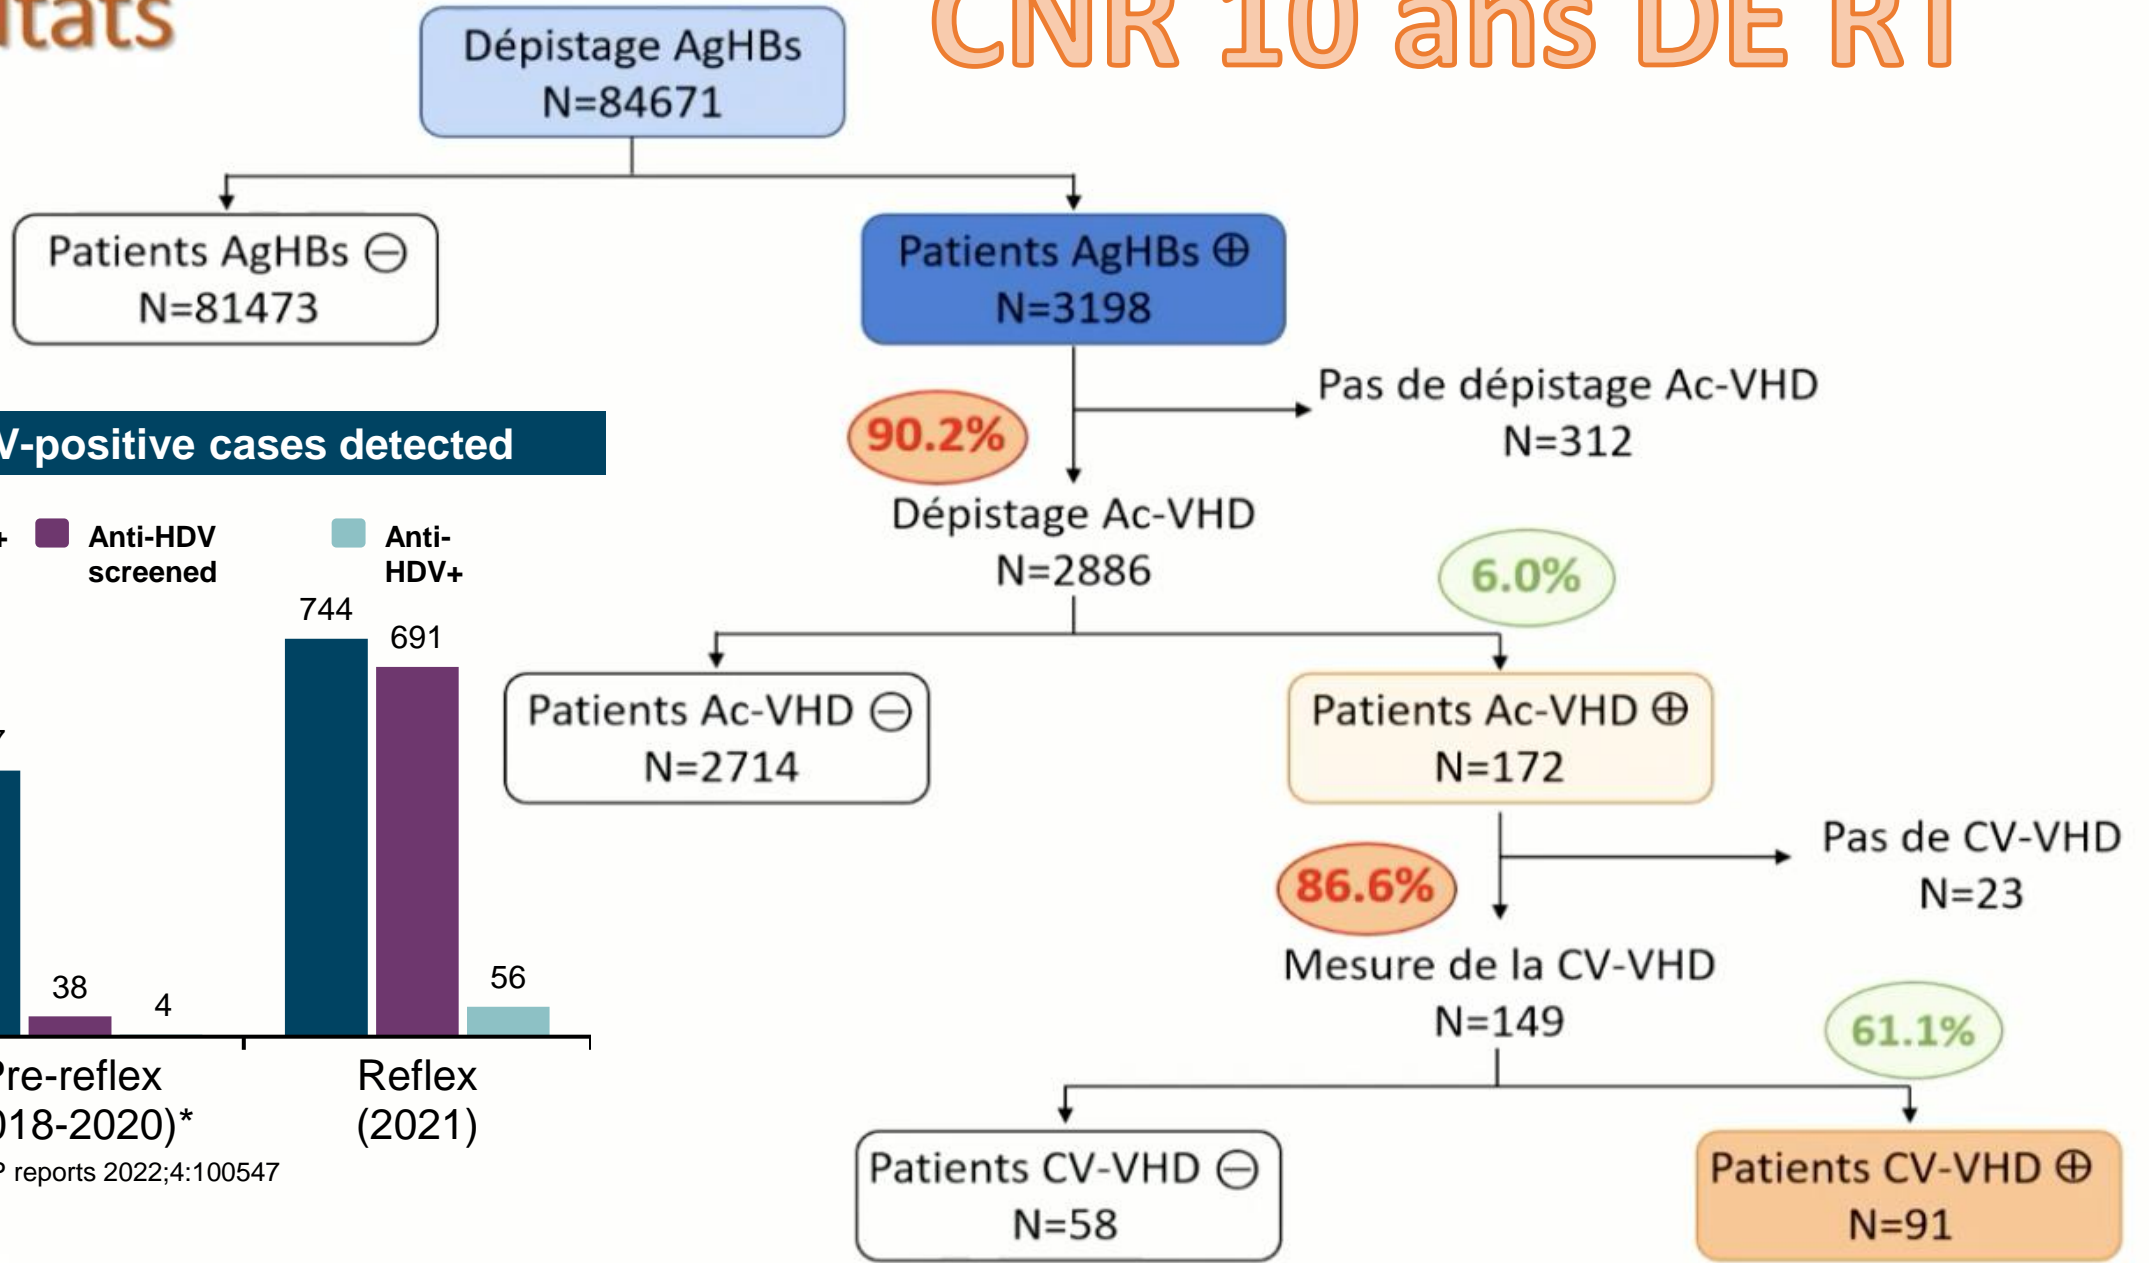 CNR 10 ans DE RT
Dépistage AgHBs
N=84671
Patients AgHBs ⊖
N=81473
Patients AgHBs ⊕
N=3198
Pas de dépistage Ac-VHD
N=312
90.2%
Dépistage Ac-VHD
N=2886
6.0%
Patients Ac-VHD ⊖
N=2714
Patients Ac-VHD ⊕
N=172
Pas de CV-VHD
N=23
86.6%
Mesure de la CV-VHD
N=149
61.1%
Patients CV-VHD ⊖
N=58
Patients CV-VHD ⊕
N=91
V-positive cases detected
+
Anti-HDV
screened
Anti-
HDV+
744
691
56
38
4
Pre-reflex
018-2020)*
Reflex
(2021)
P reports 2022;4:100547